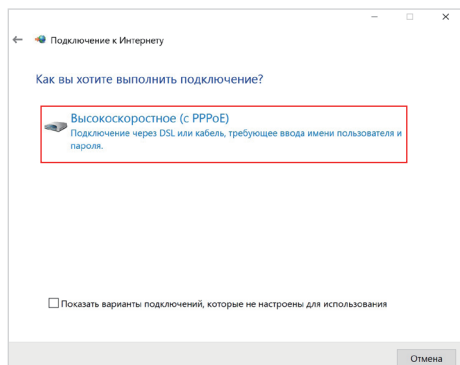 Подключение к Интернету
Как вы хотите выполнить подключение?
Высокоскоростное (с PPPoE)
Подключение через DSL или кабель, требующее ввода имени пользователя и
пароля.
Показать варианты подключений, которые не настроены для использования
Отмена